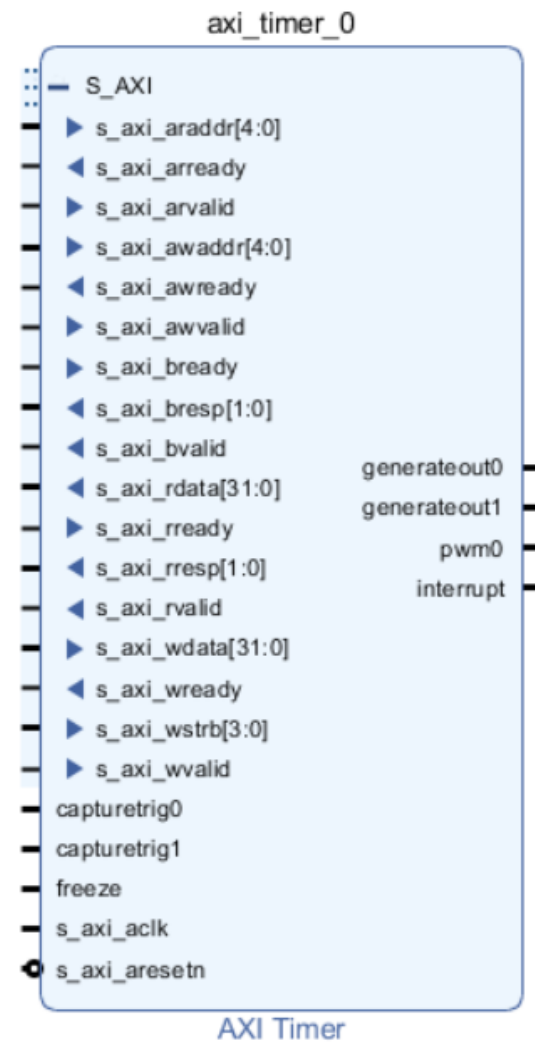 axi_timer_0
S_AXI
s_axi_araddr[4:0]
s_axi_arready
s_axi_arvalid
s_axi_awaddr[4:0]
s_axi_awready
s_axi_awvalid
s_axi_bready
s_axi_bresp[1:0]
s_axi_bvalid
s_axi_rdata[31:0]
s_axi_rready
s_axi_rresp[1:0]
s_axi_rvalid
s_axi_wdata[31:0]
s_axi_wready
s_axi_wstrb[3:0]
s_axi_wvalid
capturetrig0
capturetrig1
freeze
s_axi_aclk
s_axi_aresetn
generateout0
generateout1
pwm0
interrupt
AXI Timer